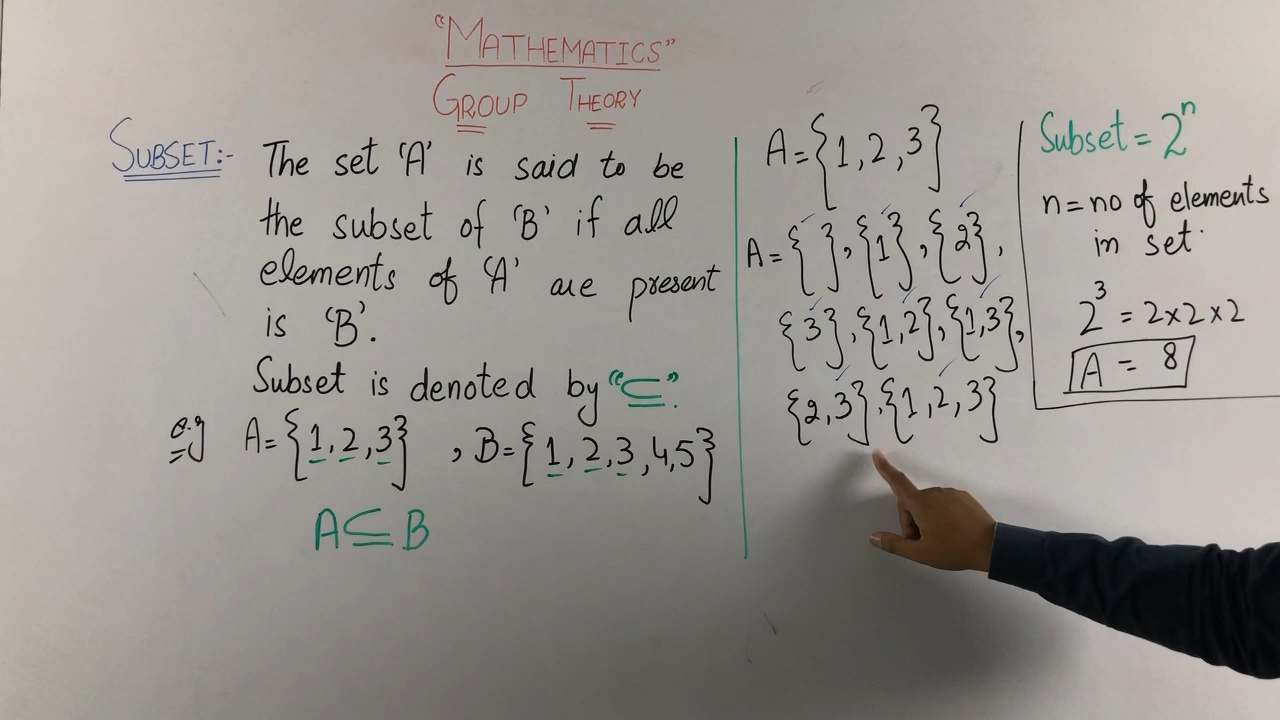 "MATHEMATICS"
GROUP THEORY
SUBSET:- The set 'A' is said to be
the subset of 'B' if all
elements of 'A' are present
is 'B'.
Subset is denoted by "⊆".
e.g A={1,2,3} , B={1,2,3,4,5}
A⊆B
A={1,2,3}
A={ },{1},{2},
{3},{1,2},{1,3},
{2,3},{1,2,3}
Subset=2ⁿ
n=no of elements
in set.
2³=2×2×2
A = 8